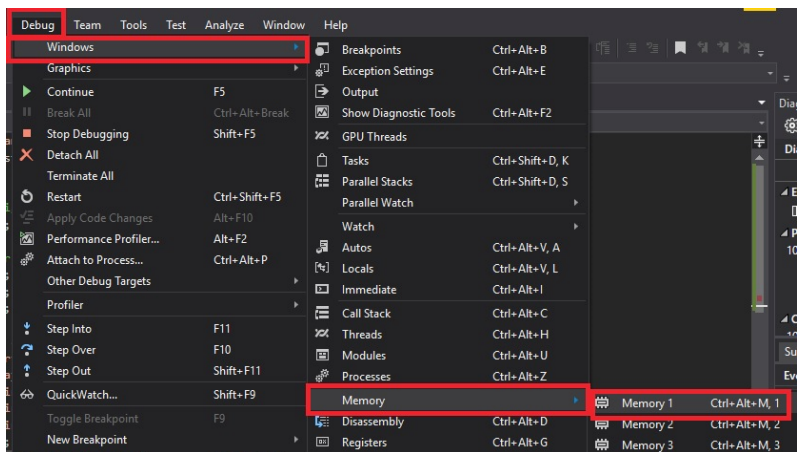 Debug Team Tools Test Analyze Window Help
Windows
Graphics
Continue F5
Break All Ctrl+Alt+Break
Stop Debugging Shift+F5
Detach All
Terminate All
Restart Ctrl+Shift+F5
Apply Code Changes Alt+F10
Performance Profiler... Alt+F2
Attach to Process... Ctrl+Alt+P
Other Debug Targets
Profiler
Step Into F11
Step Over F10
Step Out Shift+F11
QuickWatch... Shift+F9
Toggle Breakpoint F9
New Breakpoint
Breakpoints Ctrl+Alt+B
Exception Settings Ctrl+Alt+E
Output
Show Diagnostic Tools Ctrl+Alt+F2
GPU Threads
Tasks Ctrl+Shift+D, K
Parallel Stacks Ctrl+Shift+D, S
Parallel Watch
Watch
Autos Ctrl+Alt+V, A
Locals Ctrl+Alt+V, L
Immediate Ctrl+Alt+I
Call Stack Ctrl+Alt+C
Threads Ctrl+Alt+H
Modules Ctrl+Alt+U
Processes Ctrl+Alt+Z
Memory
Disassembly Ctrl+Alt+D
Registers Ctrl+Alt+G
Memory 1 Ctrl+Alt+M, 1
Memory 2 Ctrl+Alt+M, 2
Memory 3 Ctrl+Alt+M, 3